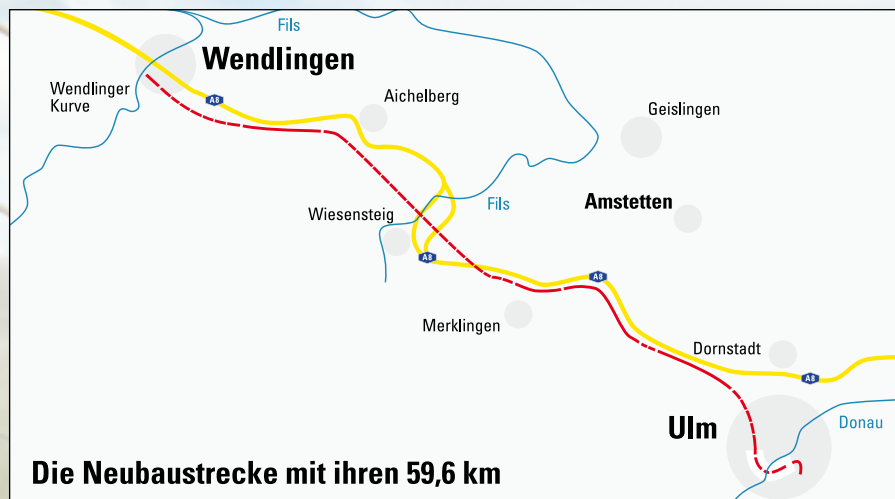 Fils
Wendlingen
Wendlinger
Kurve
A8
Aichelberg
Geislingen
Wiesensteig
Fils
Amstetten
A8
A8
Merklingen
Dornstadt
A8
Ulm
Donau
Die Neubaustrecke mit ihren 59,6 km